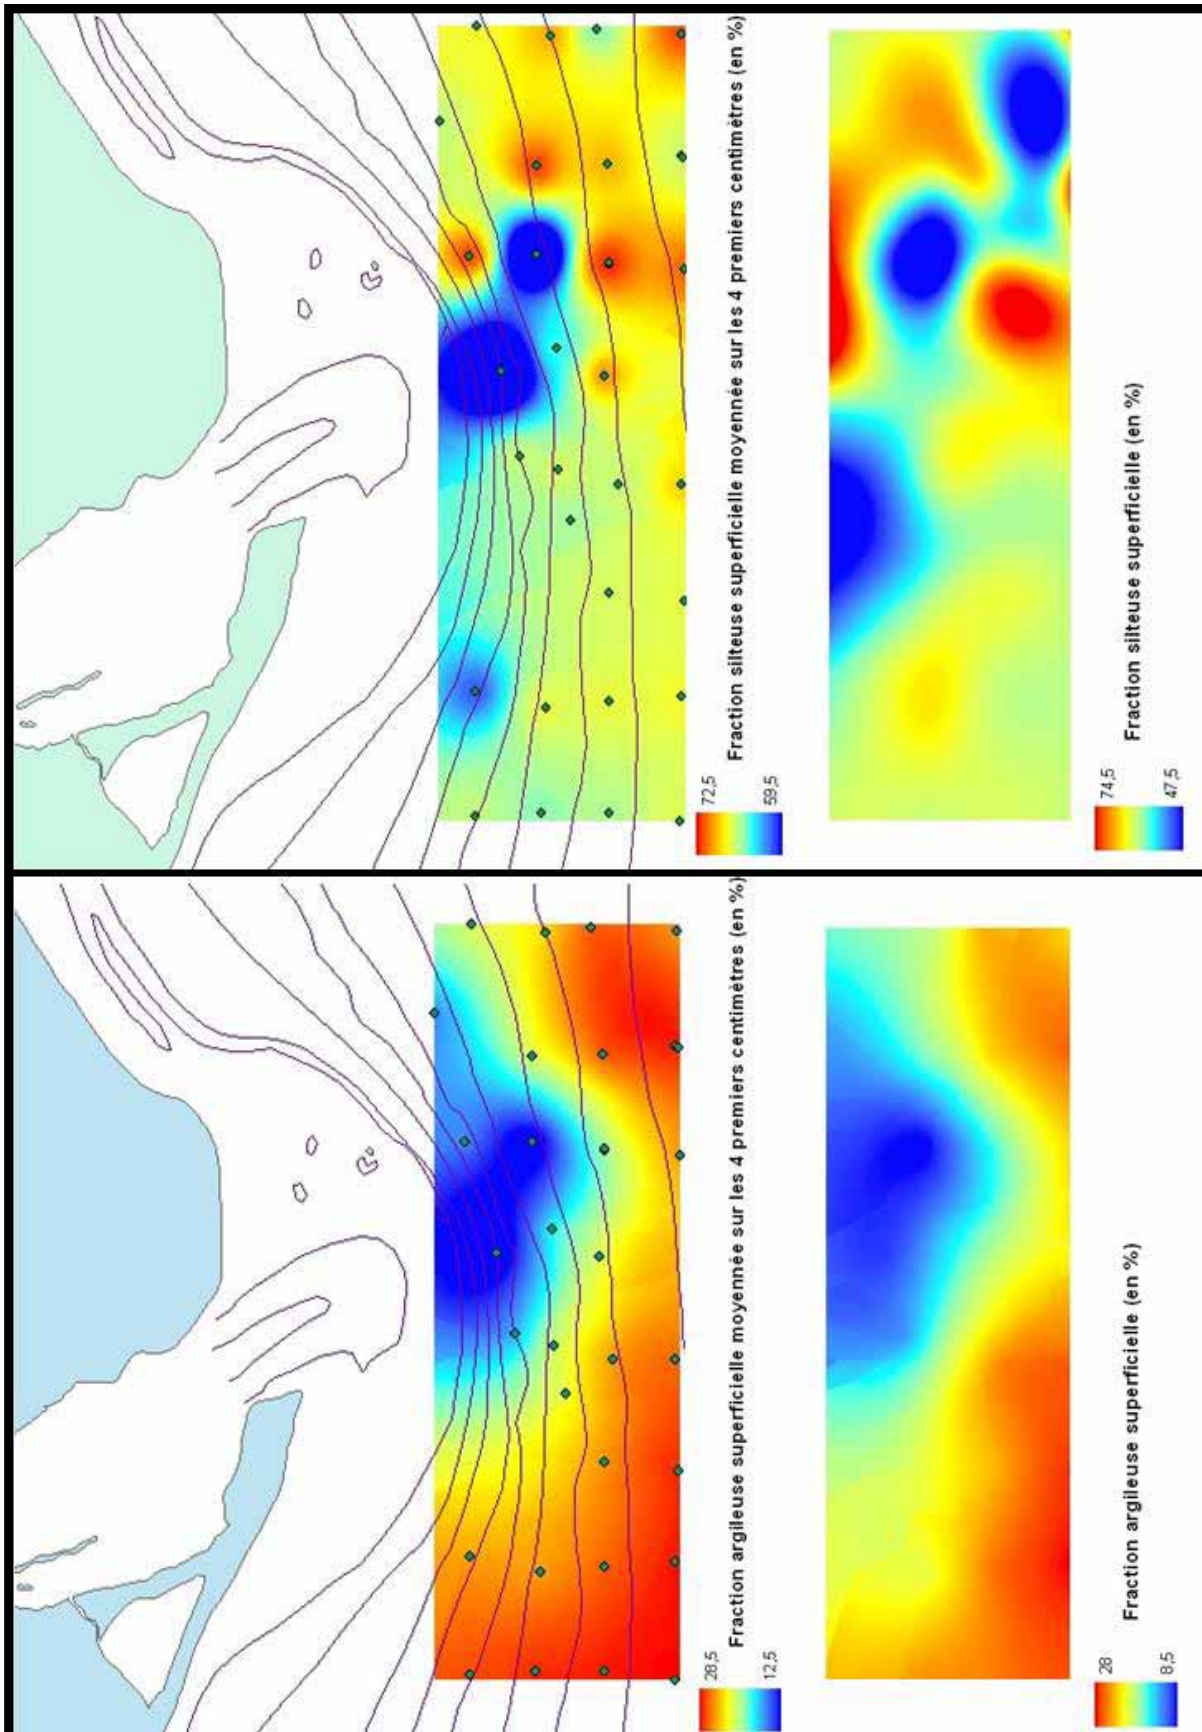 72,5
59,5
Fraction silteuse superficielle moyennée sur les 4 premiers centimètres (en %)
74,5
47,5
Fraction silteuse superficielle (en %)
28,5
12,5
Fraction argileuse superficielle moyennée sur les 4 premiers centimètres (en %)
28
8,5
Fraction argileuse superficielle (en %)